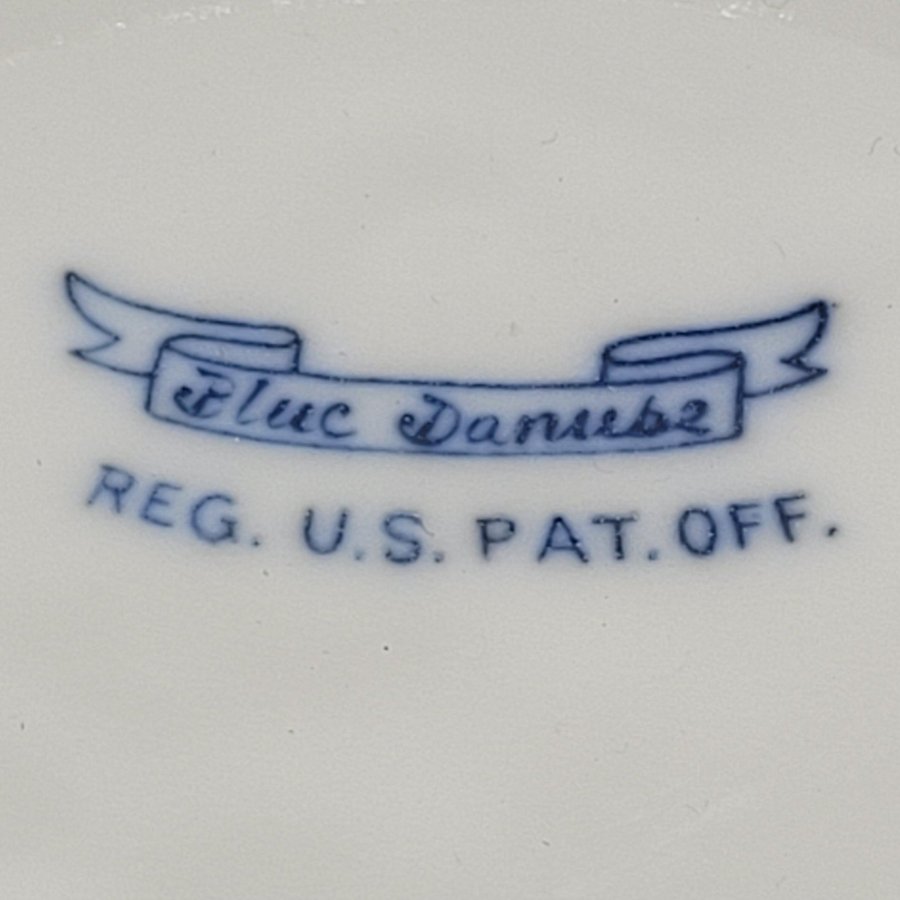 Blue Danube
REG. U.S. PAT. OFF.